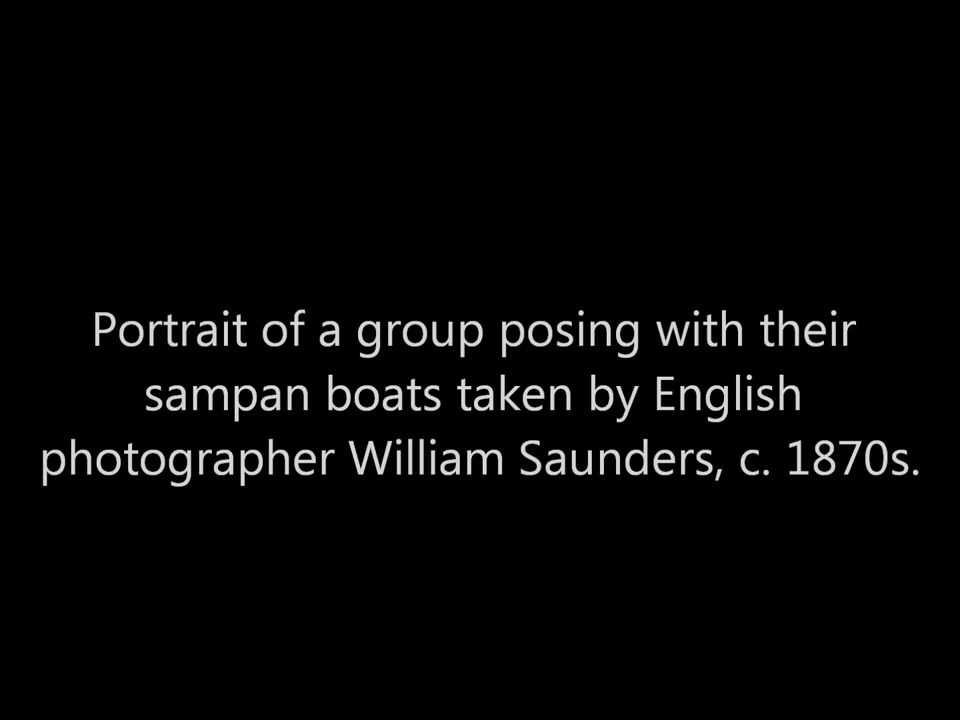 Portrait of a group posing with their
sampan boats taken by English
photographer William Saunders, c. 1870s.